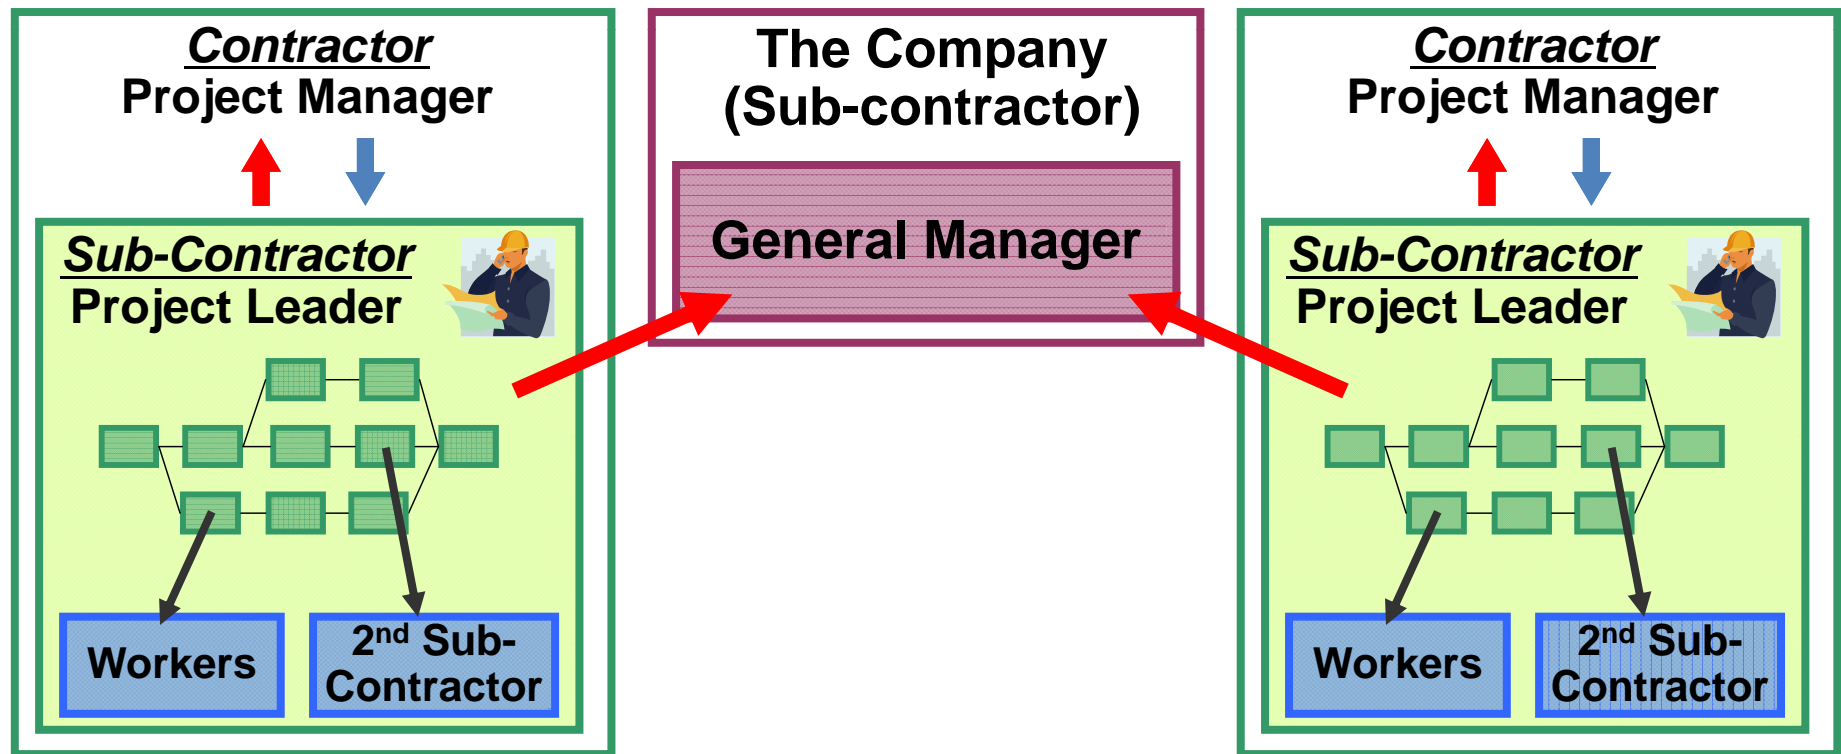 Contractor
Project Manager
Sub-Contractor
Project Leader
Workers
2nd Sub-
Contractor
The Company
(Sub-contractor)
General Manager
Contractor
Project Manager
Sub-Contractor
Project Leader
Workers
2nd Sub-
Contractor